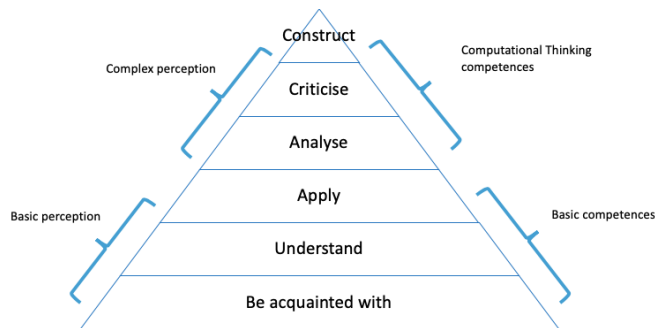 Construct
Computational Thinking
competences
Complex perception
Criticise
Analyse
Apply
Basic perception
Basic competences
Understand
Be acquainted with